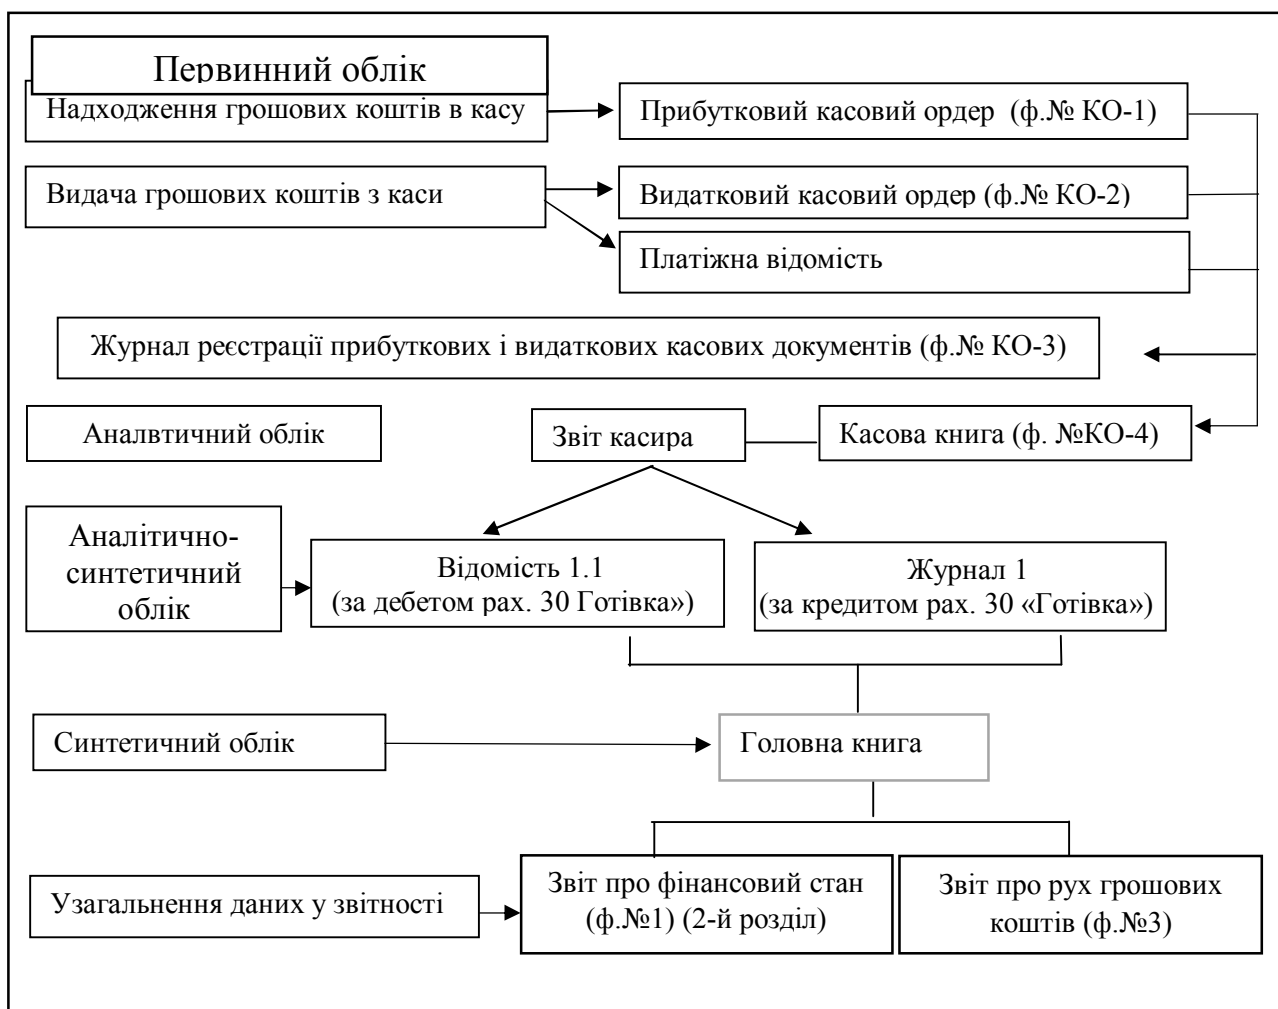 Первинний облік
Надходження грошових коштів в касу
Прибутковий касовий ордер (ф.№ КО-1)
Видача грошових коштів з каси
Видатковий касовий ордер (ф.№ КО-2)
Платіжна відомість
Журнал реєстрації прибуткових і видаткових касових документів (ф.№ КО-3)
Аналвтичний облік
Звіт касира
Касова книга (ф. №КО-4)
Аналітично-
синтетичний
облік
Відомість 1.1
(за дебетом рах. 30 Готівка»)
Журнал 1
(за кредитом рах. 30 «Готівка»)
Синтетичний облік
Головна книга
Узагальнення даних у звітності
Звіт про фінансовий стан
(ф.№1) (2-й розділ)
Звіт про рух грошових
коштів (ф.№3)